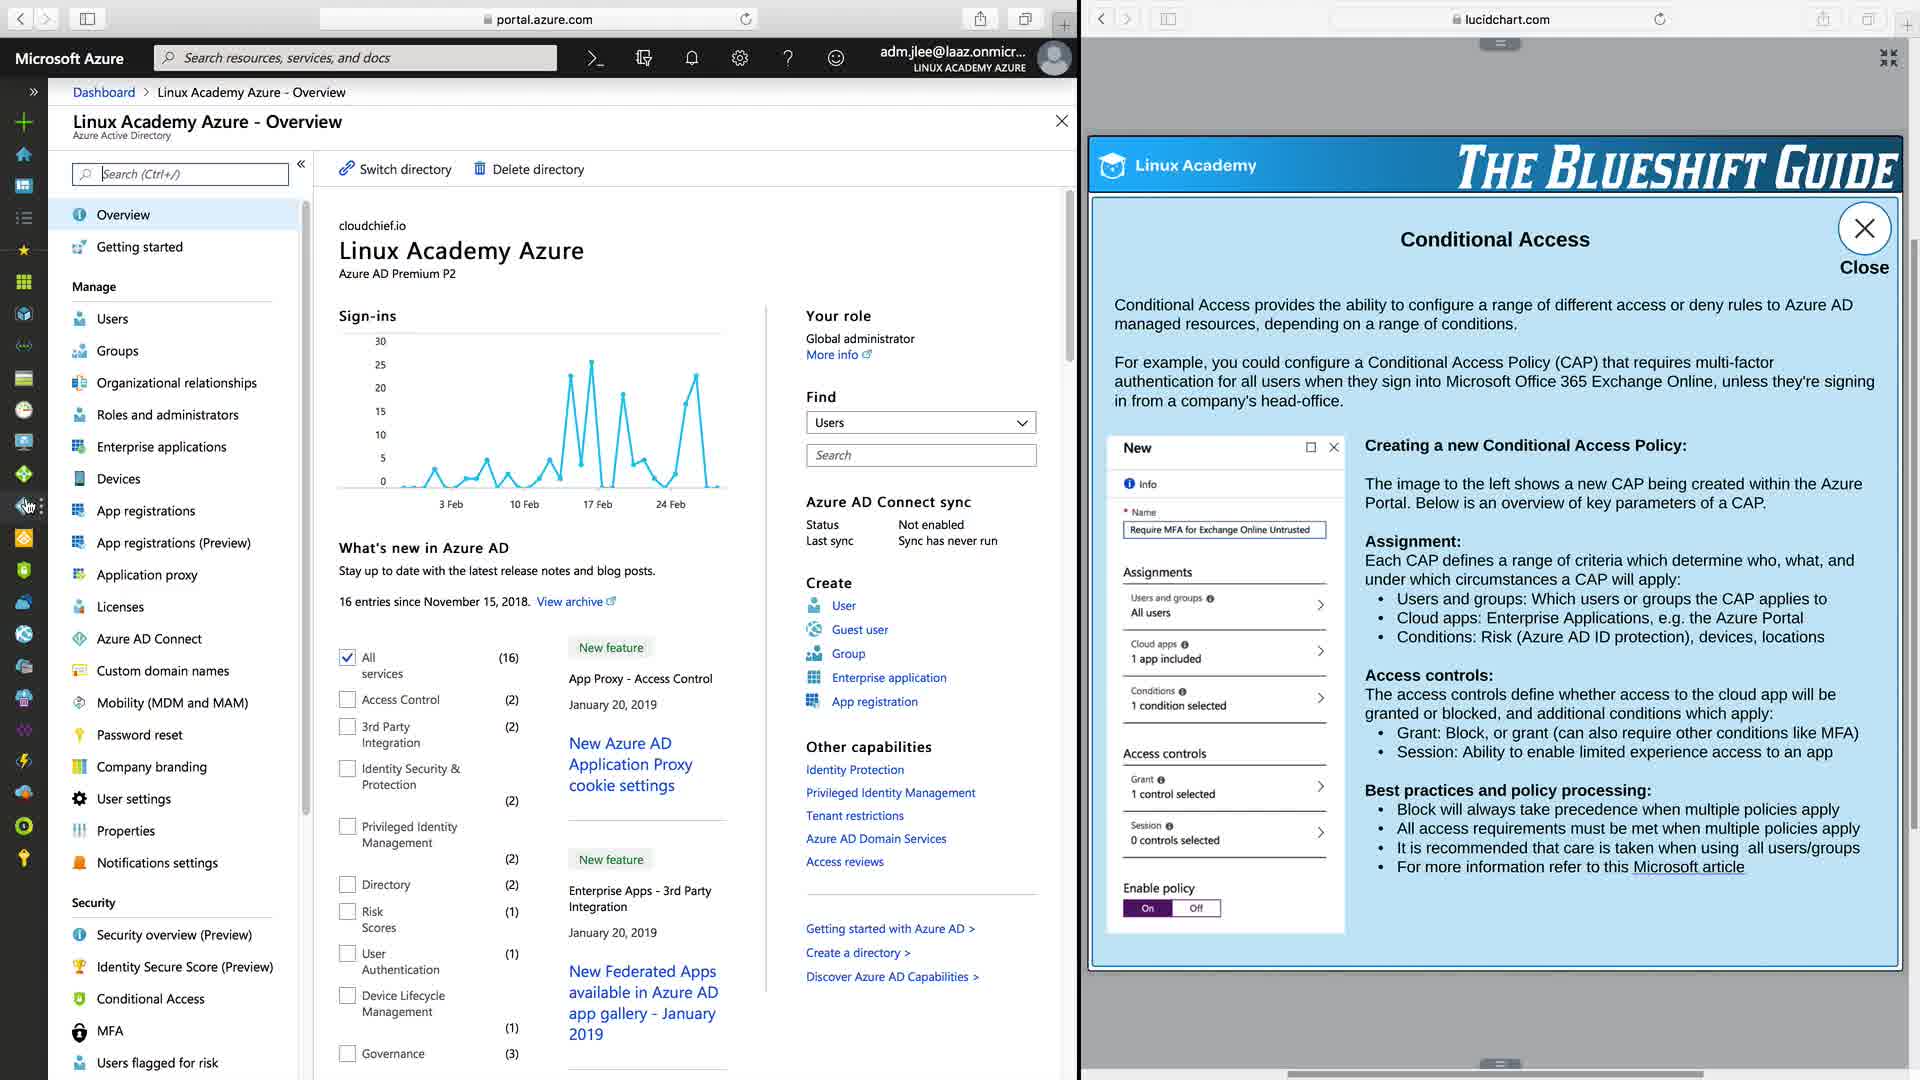 portal.azure.com
Microsoft Azure
Search resources, services, and docs
adm.jlee@laaz.onmicr...
LINUX ACADEMY AZURE
Dashboard > Linux Academy Azure - Overview
Linux Academy Azure - Overview
Azure Active Directory
Search (Ctrl+/)
Overview
Getting started
Manage
Users
Groups
Organizational relationships
Roles and administrators
Enterprise applications
Devices
App registrations
App registrations (Preview)
Application proxy
Licenses
Azure AD Connect
Custom domain names
Mobility (MDM and MAM)
Password reset
Company branding
User settings
Properties
Notifications settings
Security
Security overview (Preview)
Identity Secure Score (Preview)
Conditional Access
MFA
Users flagged for risk
Switch directory
Delete directory
cloudchief.io
Linux Academy Azure
Azure AD Premium P2
Sign-ins
30
25
20
15
10
5
0
3 Feb 10 Feb 17 Feb 24 Feb
What's new in Azure AD
Stay up to date with the latest release notes and blog posts.
16 entries since November 15, 2018. View archive
All services (16)
Access Control (2)
3rd Party Integration (2)
Identity Security & Protection (2)
Privileged Identity Management (2)
Directory (2)
Risk Scores (1)
User Authentication (1)
Device Lifecycle Management (1)
Governance (3)
New feature
App Proxy - Access Control
January 20, 2019
New Azure AD
Application Proxy
cookie settings
New feature
Enterprise Apps - 3rd Party
Integration
January 20, 2019
New Federated Apps
available in Azure AD
app gallery - January
2019
Your role
Global administrator
More info
Find
Users
Search
Azure AD Connect sync
Status Not enabled
Last sync Sync has never run
Create
User
Guest user
Group
Enterprise application
App registration
Other capabilities
Identity Protection
Privileged Identity Management
Tenant restrictions
Azure AD Domain Services
Access reviews
Getting started with Azure AD >
Create a directory >
Discover Azure AD Capabilities >
lucidchart.com
Linux Academy
THE BLUESHIFT GUIDE
Conditional Access
Close
Conditional Access provides the ability to configure a range of different access or deny rules to Azure AD
managed resources, depending on a range of conditions.
For example, you could configure a Conditional Access Policy (CAP) that requires multi-factor
authentication for all users when they sign into Microsoft Office 365 Exchange Online, unless they're signing
in from a company's head-office.
New
Info
* Name
Require MFA for Exchange Online Untrusted
Assignments
Users and groups
All users
Cloud apps
1 app included
Conditions
1 condition selected
Access controls
Grant
1 control selected
Session
0 controls selected
Enable policy
On Off
Creating a new Conditional Access Policy:
The image to the left shows a new CAP being created within the Azure
Portal. Below is an overview of key parameters of a CAP.
Assignment:
Each CAP defines a range of criteria which determine who, what, and
under which circumstances a CAP will apply:
• Users and groups: Which users or groups the CAP applies to
• Cloud apps: Enterprise Applications, e.g. the Azure Portal
• Conditions: Risk (Azure AD ID protection), devices, locations
Access controls:
The access controls define whether access to the cloud app will be
granted or blocked, and additional conditions which apply:
• Grant: Block, or grant (can also require other conditions like MFA)
• Session: Ability to enable limited experience access to an app
Best practices and policy processing:
• Block will always take precedence when multiple policies apply
• All access requirements must be met when multiple policies apply
• It is recommended that care is taken when using all users/groups
• For more information refer to this Microsoft article